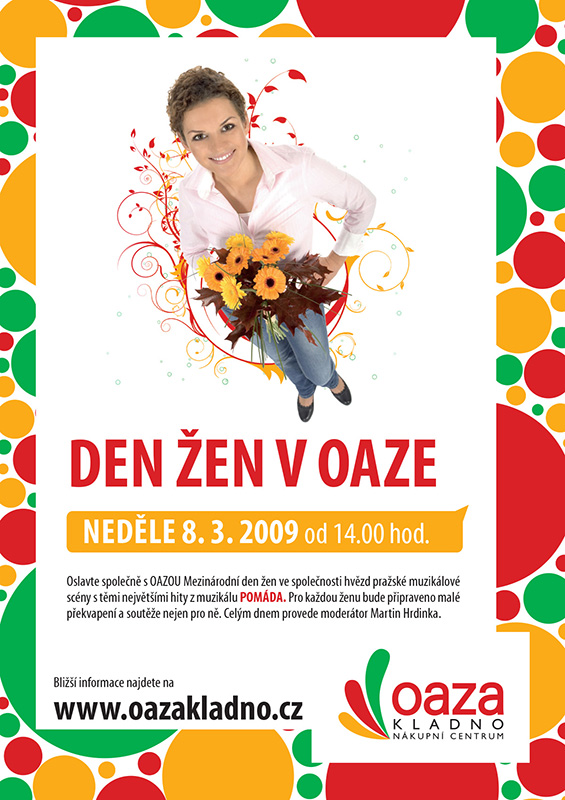 DEN ŽEN V OAZE
NEDĚLE 8. 3. 2009 od 14.00 hod.
Oslavte společně s OAZOU Mezinárodní den žen ve společnosti hvězd pražské muzikálové
scény s těmi největšími hity z muzikálu POMÁDA. Pro každou ženu bude připraveno malé
překvapení a soutěže nejen pro ně. Celým dnem provede moderátor Martin Hrdinka.
Bližší informace najdete na
www.oazakladno.cz
oaza
KLADNO
NÁKUPNÍ CENTRUM